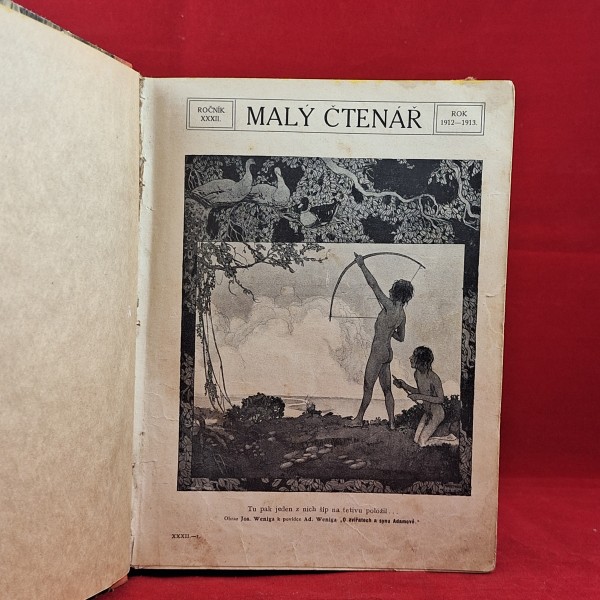 ROČNÍK
XXXII.
MALÝ ČTENÁŘ
ROK
1912—1913.
Tu pak jeden z nich šíp na tětivu položil...
Obraz Jos. Weniga k povídce Ad. Weniga „O zvířatech a synu Adamově.“
XXXII.—1.